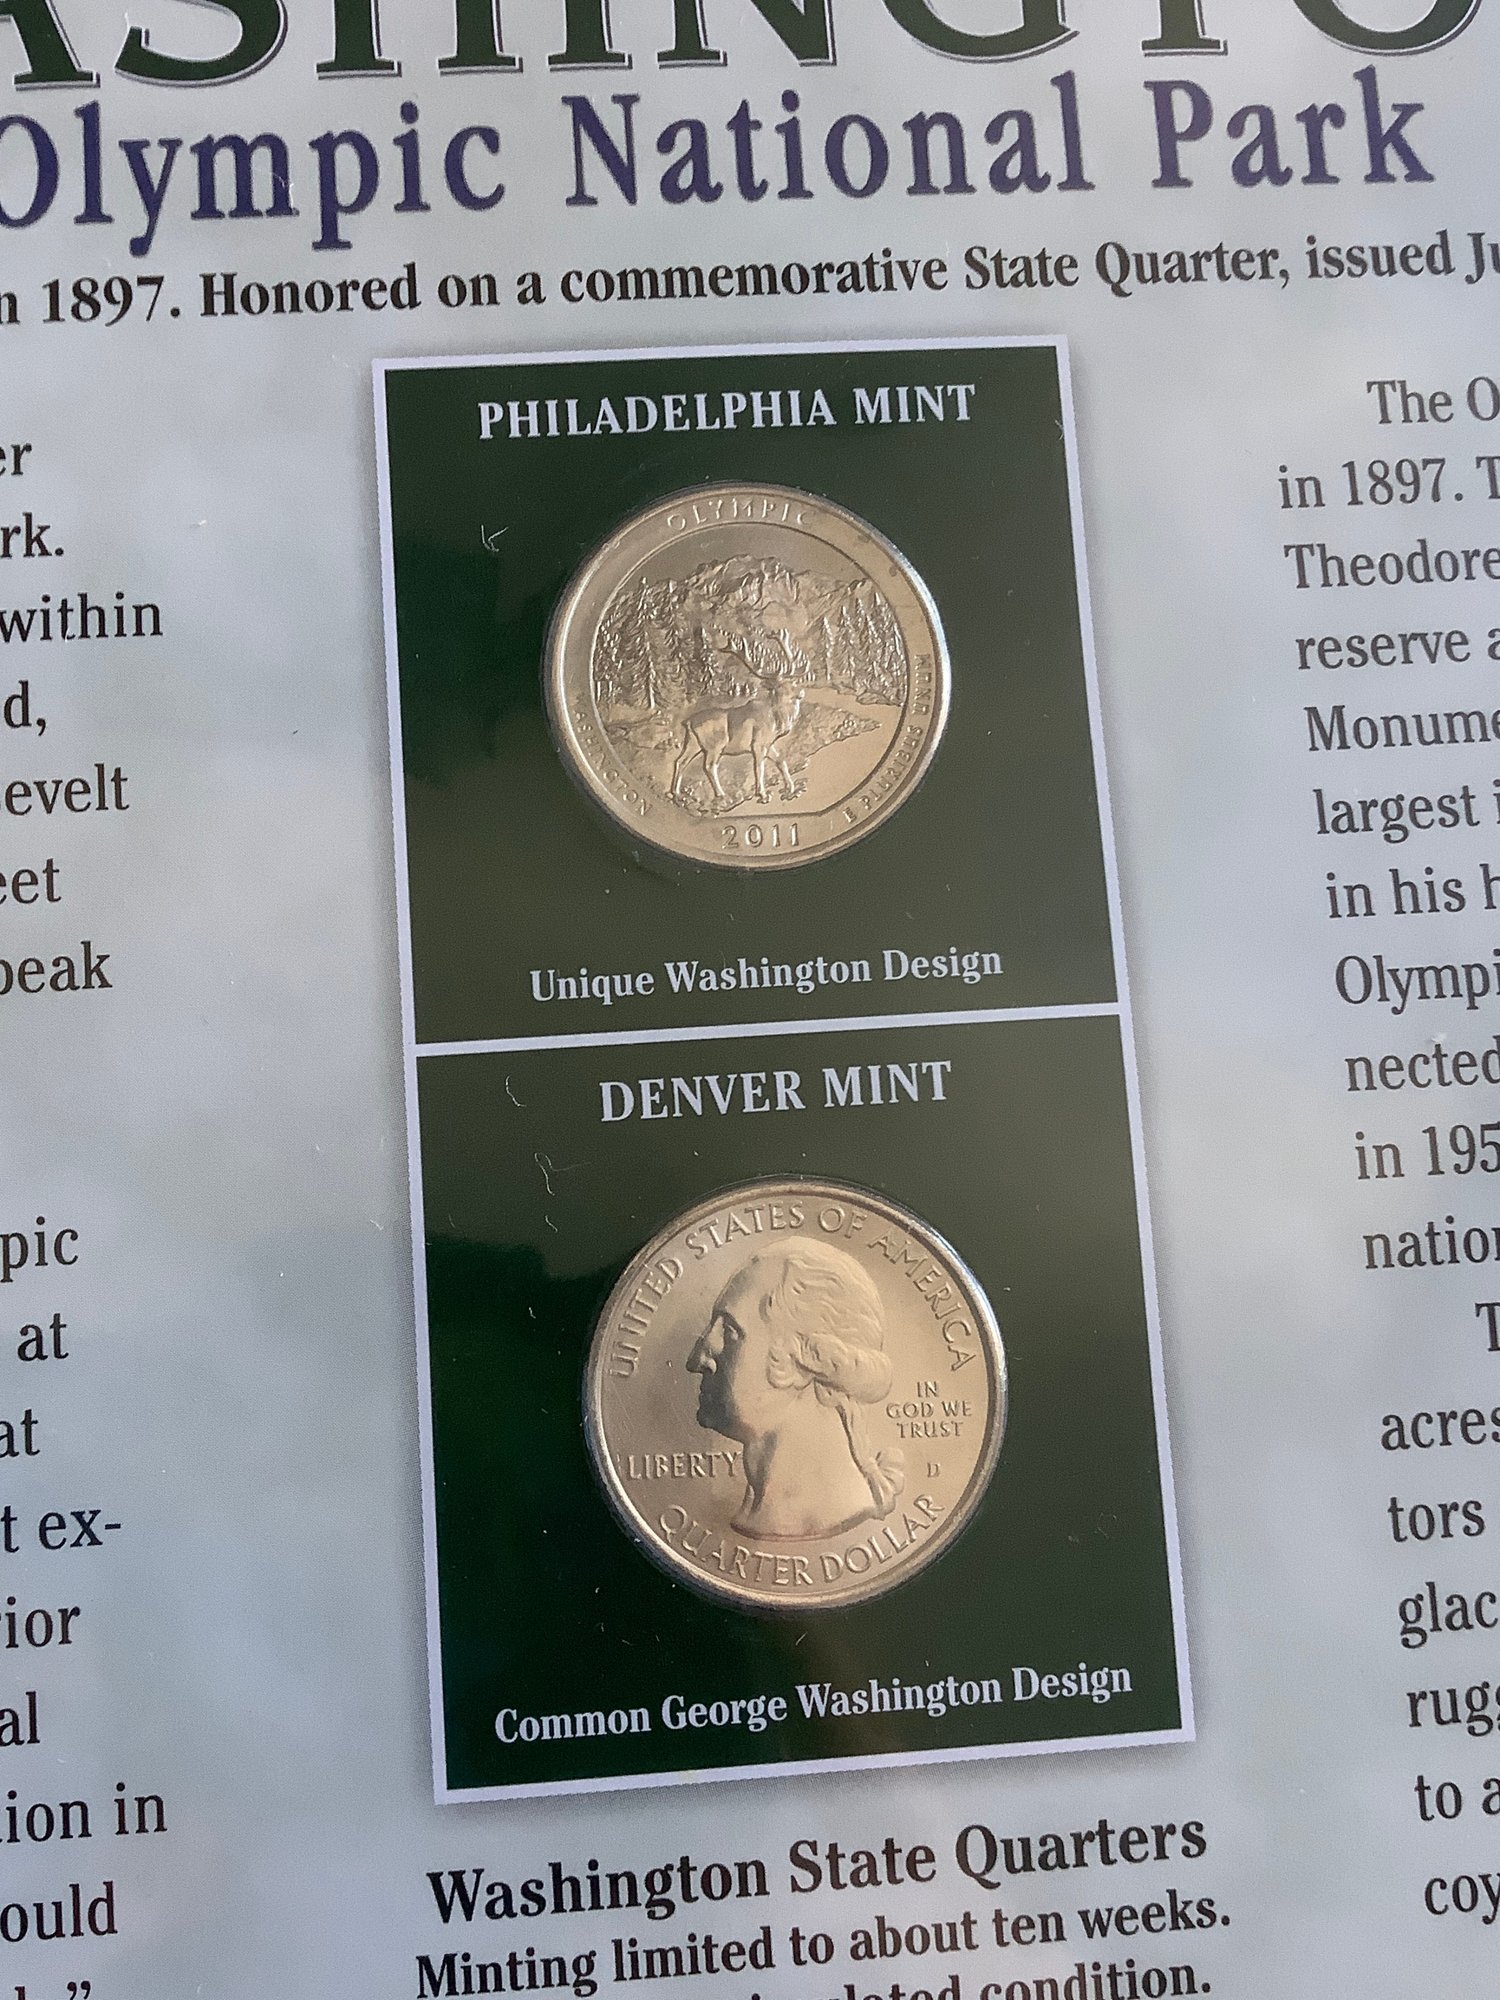 Olympic National Park
1897. Honored on a commemorative State Quarter, issued
PHILADELPHIA MINT
OLYMPIC
WASHINGTON
2011
E PLURIBUS UNUM
Unique Washington Design
DENVER MINT
UNITED STATES OF AMERICA
IN
GOD WE
TRUST
LIBERTY
D
QUARTER DOLLAR
Common George Washington Design
Washington State Quarters
Minting limited to about ten weeks.
condition.
er
rk.
within
d,
evelt
eet
peak
pic
at
at
t ex-
ior
al
tion in
ould
”
The O
in 1897. T
Theodore
reserve a
Monume
largest i
in his h
Olympi
nected
in 195
nation
T
acres
tors
glac
rugg
to a
coy